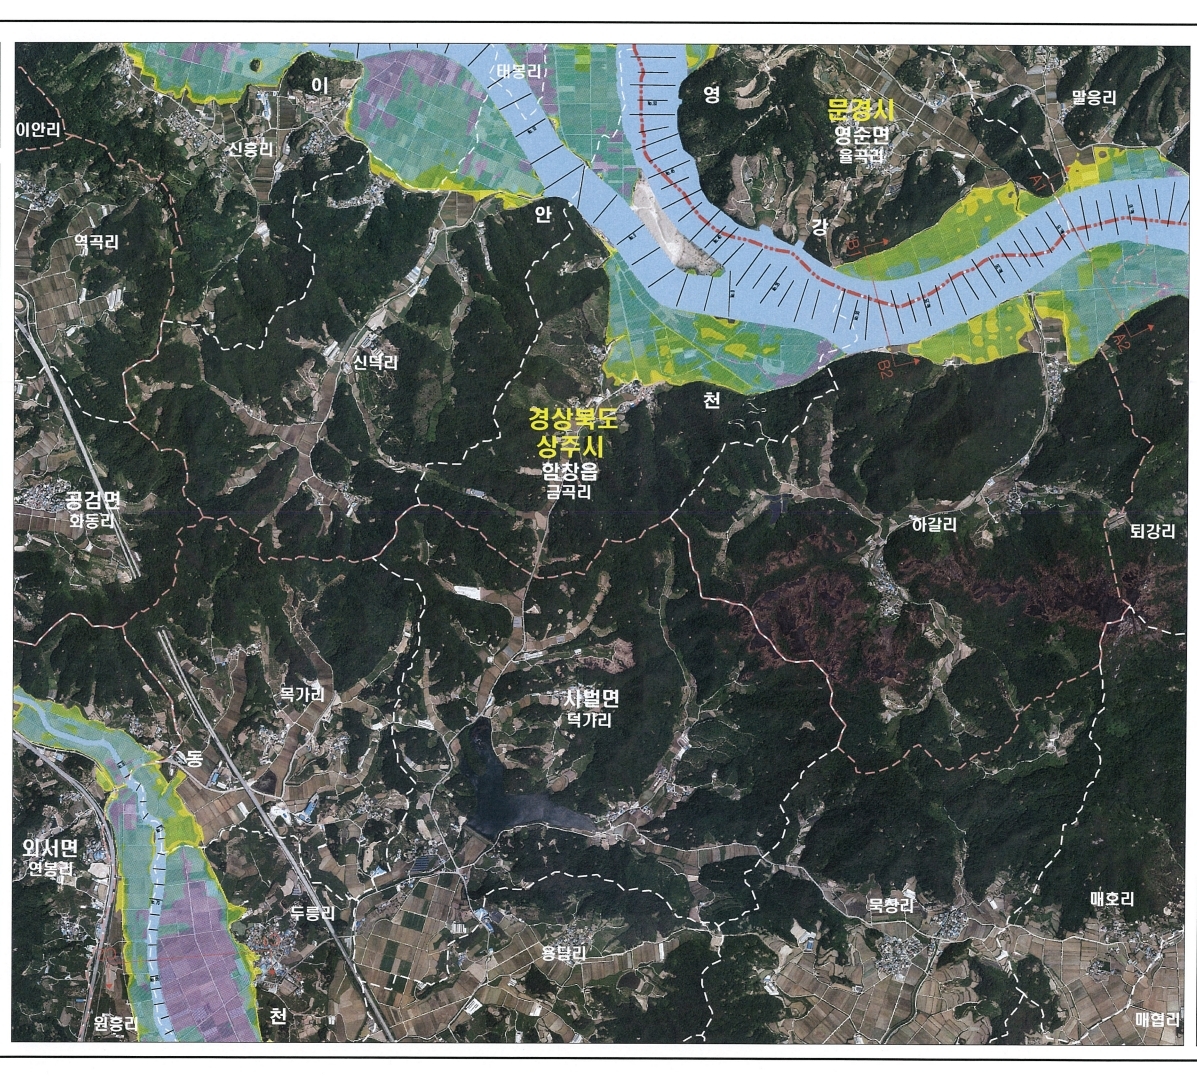 태봉리
이
영
문경시
영순면
율곡리
말응리
이안리
신흥리
A1
안
강
B1
역곡리
신덕리
A2
B2
천
경상북도
상주시
함창읍
금곡리
공검면
화동리
하갈리
퇴강리
목가리
사벌면
덕가리
동
외서면
연봉리
두릉리
묵상리
매호리
용담리
원흥리
천
매협리